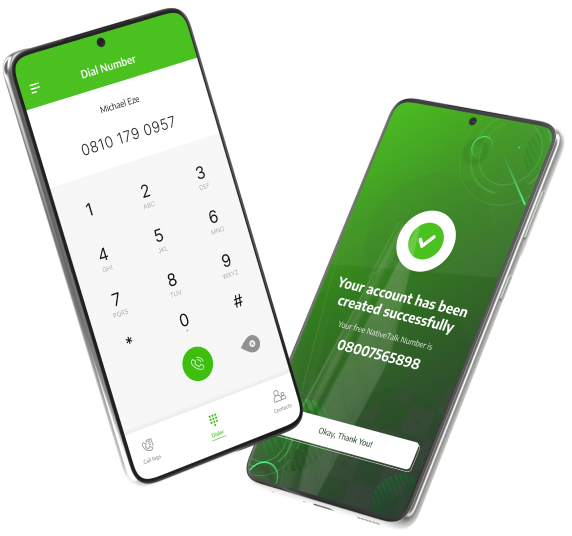 Dial Number
Michael Eze
0810 179 0957
1
2
ABC
3
DEF
4
GHI
5
JKL
6
MNO
7
PQRS
8
TUV
9
WXYZ
*
0
#
Call logs
Dialer
Contacts
Your account has been
created successfully
Your free NativeTalk Number is
08007565898
Okay, Thank You!